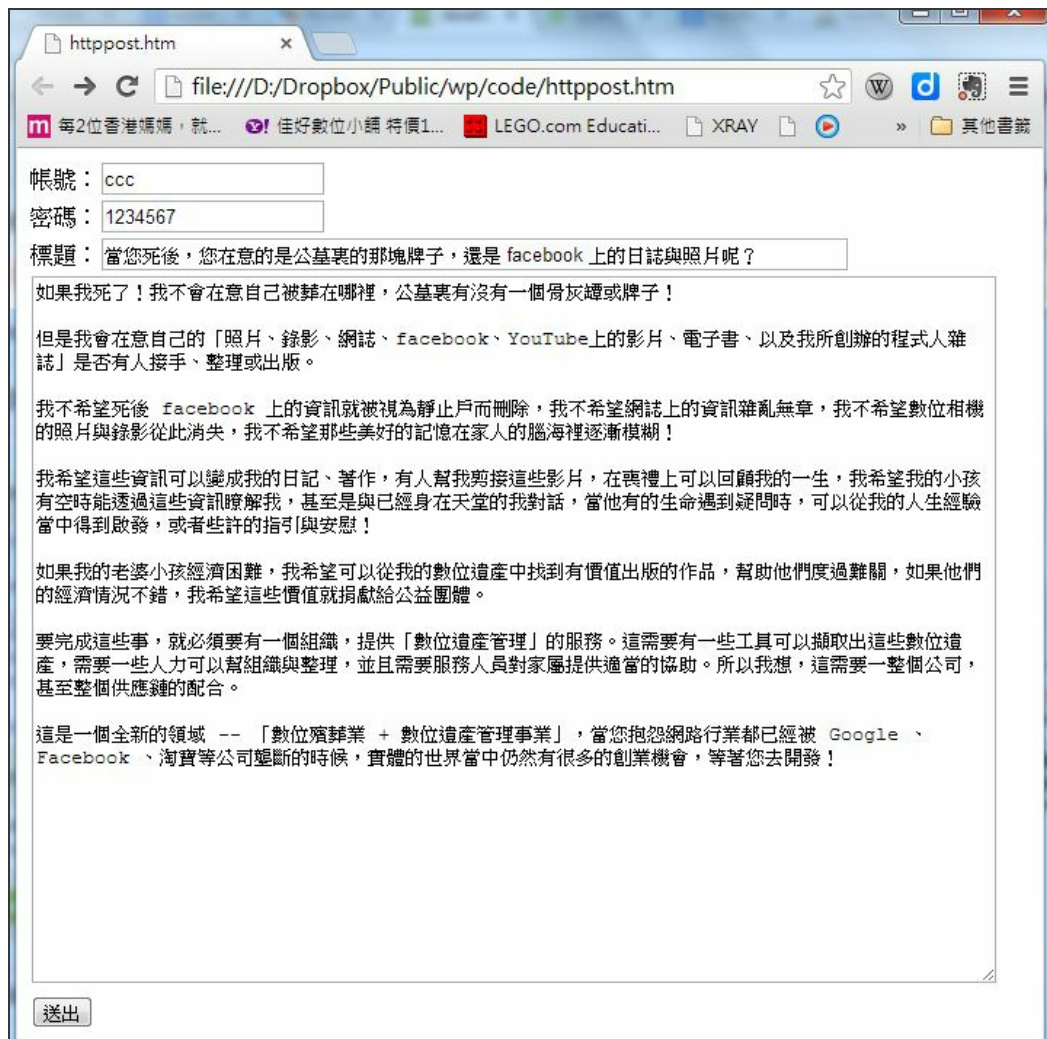 httppost.htm
file:///D:/Dropbox/Public/wp/code/httppost.htm
每2位香港媽媽，就... 佳好數位小舖 特價1... LEGO.com Educati... XRAY » 其他書籤
帳號：ccc
密碼：1234567
標題：當您死後，您在意的是公墓裏的那塊牌子，還是 facebook 上的日誌與照片呢？
如果我死了！我不會在意自己被葬在哪裡，公墓裏有沒有一個骨灰罈或牌子！
但是我會在意自己的「照片、錄影、網誌、facebook、YouTube上的影片、電子書、以及我所創辦的程式人雜
誌」是否有人接手、整理或出版。
我不希望死後 facebook 上的資訊就被視為靜止戶而刪除，我不希望網誌上的資訊雜亂無章，我不希望數位相機
的照片與錄影從此消失，我不希望那些美好的記憶在家人的腦海裡逐漸模糊！
我希望這些資訊可以變成我的日記、著作，有人幫我剪接這些影片，在喪禮上可以回顧我的一生，我希望我的小孩
有空時能透過這些資訊瞭解我，甚至是與已經身在天堂的我對話，當他有的生命遇到疑問時，可以從我的人生經驗
當中得到啟發，或者些許的指引與安慰！
如果我的老婆小孩經濟困難，我希望可以從我的數位遺產中找到有價值出版的作品，幫助他們度過難關，如果他們
的經濟情況不錯，我希望這些價值就捐獻給公益團體。
要完成這些事，就必須要有一個組織，提供「數位遺產管理」的服務。這需要有一些工具可以擷取出這些數位遺
產，需要一些人力可以幫組織與整理，並且需要服務人員對家屬提供適當的協助。所以我想，這需要一整個公司，
甚至整個供應鏈的配合。
這是一個全新的領域 -- 「數位殯葬業 + 數位遺產管理事業」，當您抱怨網路行業都已經被 Google 、
Facebook 、淘寶等公司壟斷的時候，實體的世界當中仍然有很多的創業機會，等著您去開發！
送出